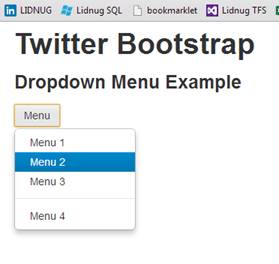 LIDNUG Lidnug SQL bookmarklet Lidnug TFS
Twitter Bootstrap
Dropdown Menu Example
Menu
Menu 1
Menu 2
Menu 3
Menu 4